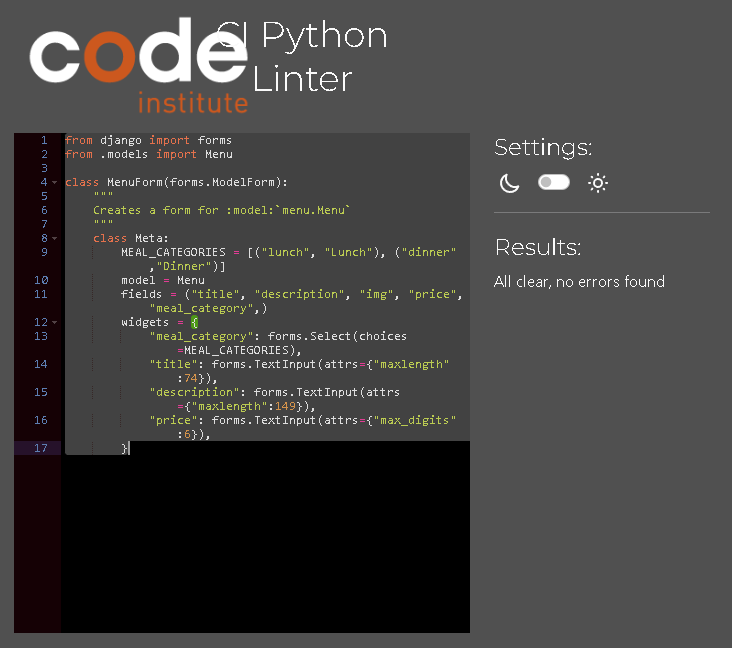 code
institute
CI Python
Linter
1 from django import forms
2 from .models import Menu
3
4 class MenuForm(forms.ModelForm):
5 """
6 Creates a form for :model:`menu.Menu`
7 """
8 class Meta:
9 MEAL_CATEGORIES = [("lunch", "Lunch"), ("dinner"
,"Dinner")]
10 model = Menu
11 fields = ("title", "description", "img", "price",
"meal_category",)
12 widgets = {
13 "meal_category": forms.Select(choices
=MEAL_CATEGORIES),
14 "title": forms.TextInput(attrs={"maxlength"
:74}),
15 "description": forms.TextInput(attrs
={"maxlength":149}),
16 "price": forms.TextInput(attrs={"max_digits"
:6}),
17 }
Settings:
Results:
All clear, no errors found